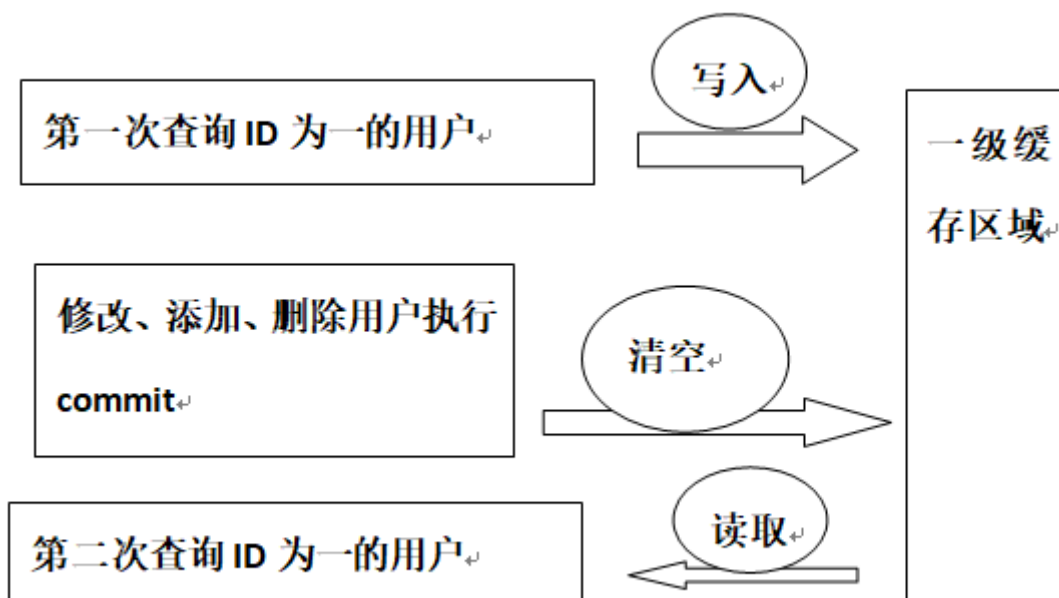 写入
第一次查询 ID 为一的用户
一级缓
存区域
修改、添加、删除用户执行
commit
清空
读取
第二次查询 ID 为一的用户